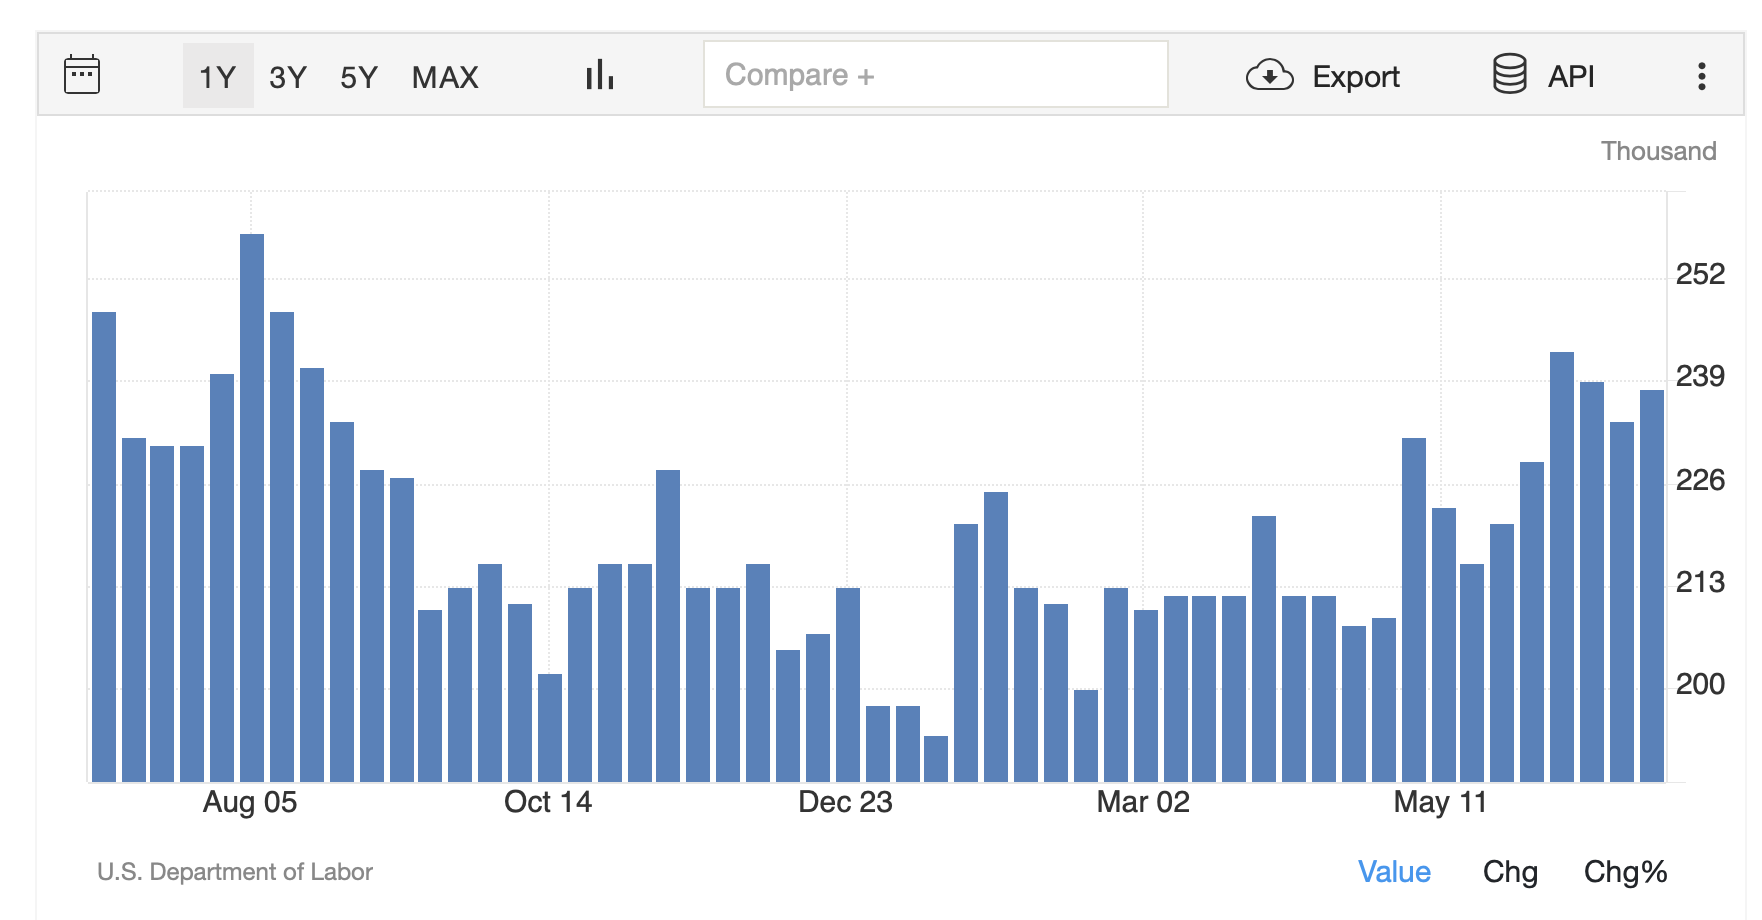 1Y 3Y 5Y MAX Compare + Export API
Thousand
252
239
226
213
200
Aug 05 Oct 14 Dec 23 Mar 02 May 11
U.S. Department of Labor Value Chg Chg%